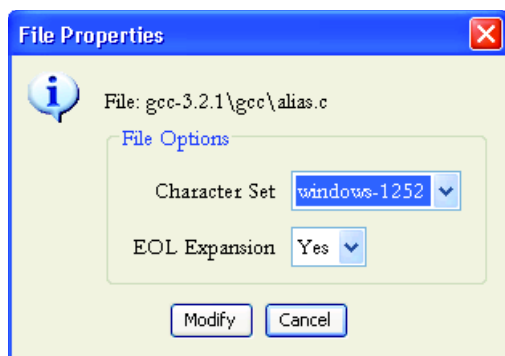 File Properties
File: gcc-3.2.1\gcc\alias.c
File Options
Character Set windows-1252
EOL Expansion Yes
Modify Cancel